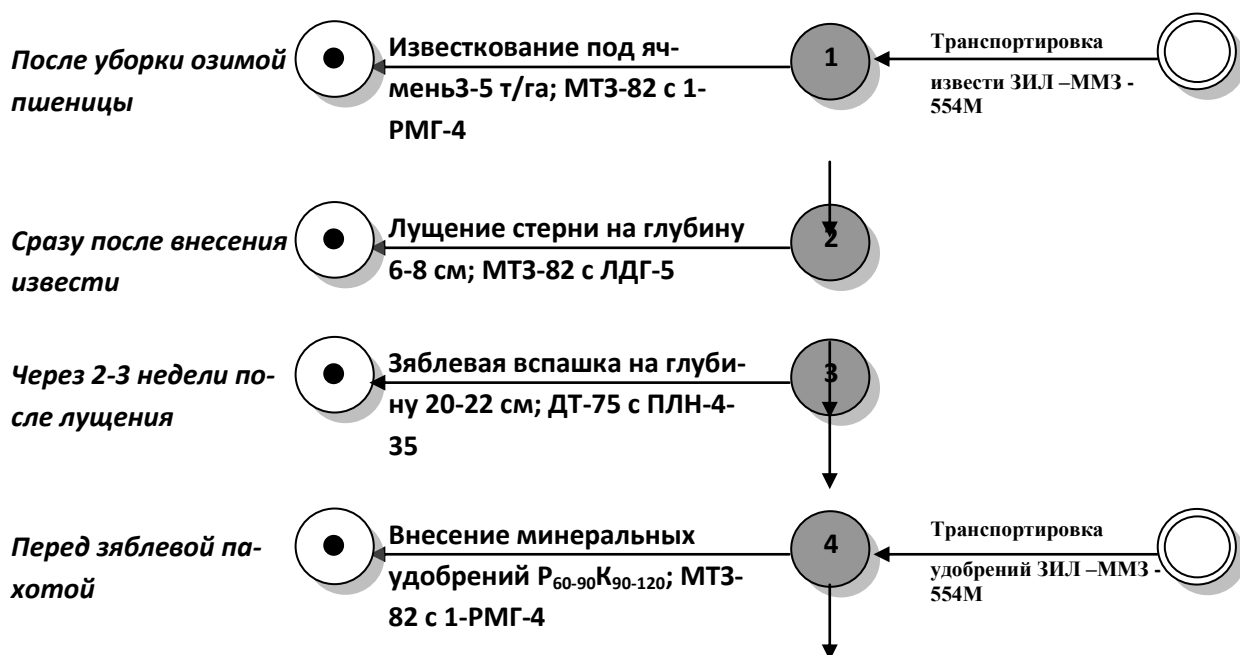 После уборки озимой
пшеницы
Известкование под яч-
мень3-5 т/га; МТЗ-82 с 1-
РМГ-4
1
Транспортировка
извести ЗИЛ –ММЗ -
554М
Сразу после внесения
извести
Лущение стерни на глубину
6-8 см; МТЗ-82 с ЛДГ-5
2
Через 2-3 недели по-
сле лущения
Зяблевая вспашка на глуби-
ну 20-22 см; ДТ-75 с ПЛН-4-
35
3
Перед зяблевой па-
хотой
Внесение минеральных
удобрений P60-90K90-120; МТЗ-
82 с 1-РМГ-4
4
Транспортировка
удобрений ЗИЛ –ММЗ -
554М